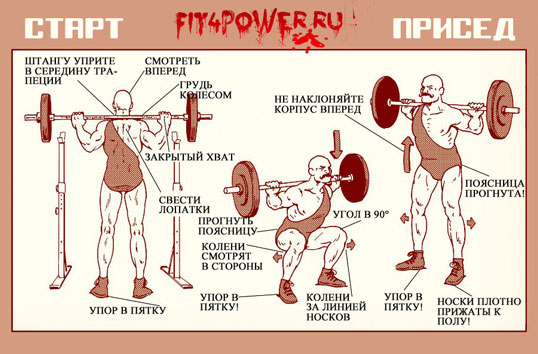 СТАРТ
FIT4POWER.RU
ПРИСЕД
ШТАНГУ УПРИТЕ
В СЕРЕДИНУ ТРА-
ПЕЦИИ
СМОТРЕТЬ
ВПЕРЕД
ГРУДЬ
КОЛЕСОМ
ЗАКРЫТЫЙ ХВАТ
СВЕСТИ
ЛОПАТКИ
УПОР В ПЯТКУ
НЕ НАКЛОНЯЙТЕ
КОРПУС ВПЕРЕД
ПРОГНУТЬ
ПОЯСНИЦУ
УГОЛ В 90°
КОЛЕНИ
СМОТРЯТ
В СТОРОНЫ
УПОР В
ПЯТКУ!
КОЛЕНИ
ЗА ЛИНИЕЙ
НОСКОВ
ПОЯСНИЦА
ПРОГНУТА!
УПОР В
ПЯТКУ!
НОСКИ ПЛОТНО
ПРИЖАТЫ К
ПОЛУ!